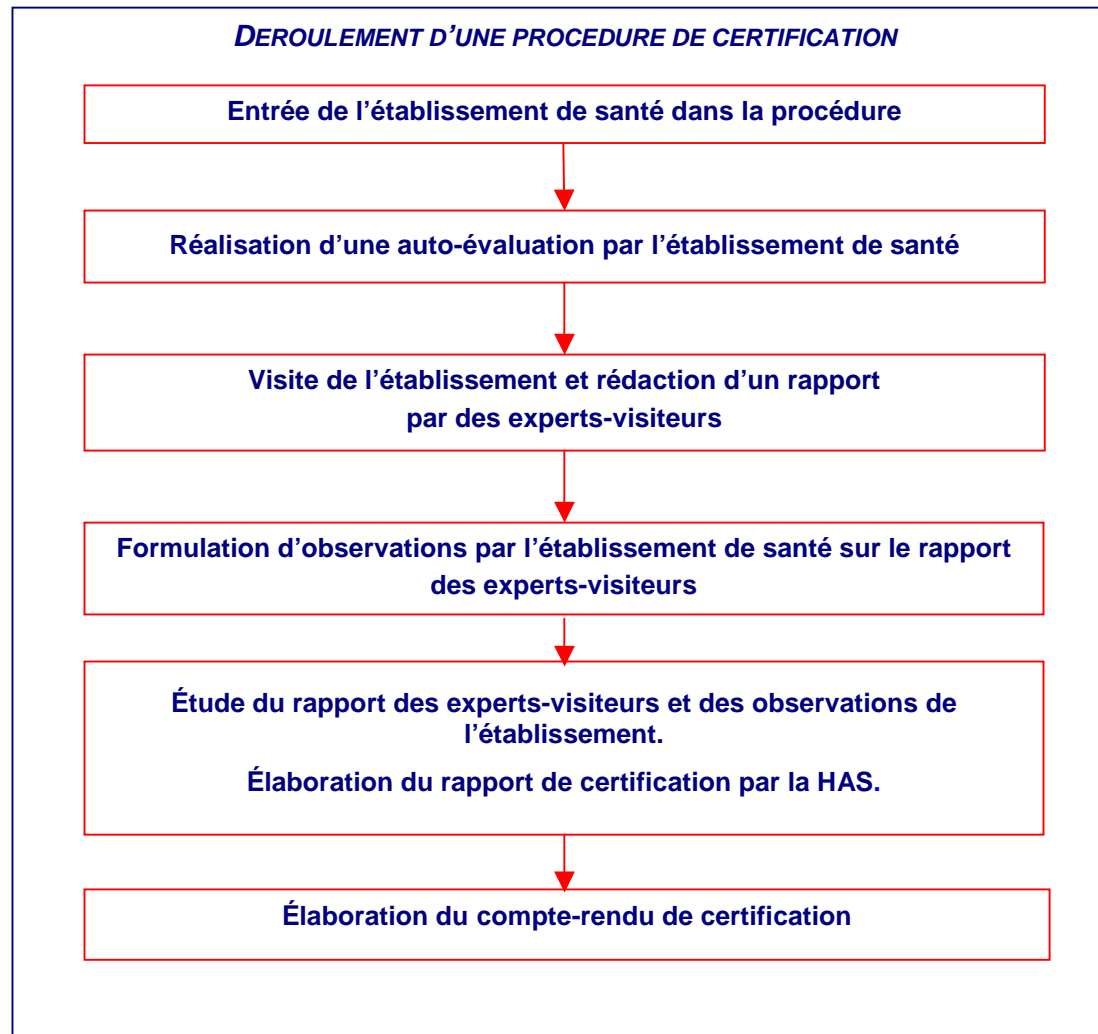 DEROULEMENT D'UNE PROCEDURE DE CERTIFICATION
Entrée de l'établissement de santé dans la procédure
Réalisation d'une auto-évaluation par l'établissement de santé
Visite de l'établissement et rédaction d'un rapport
par des experts-visiteurs
Formulation d'observations par l'établissement de santé sur le rapport
des experts-visiteurs
Étude du rapport des experts-visiteurs et des observations de
l'établissement.
Élaboration du rapport de certification par la HAS.
Élaboration du compte-rendu de certification